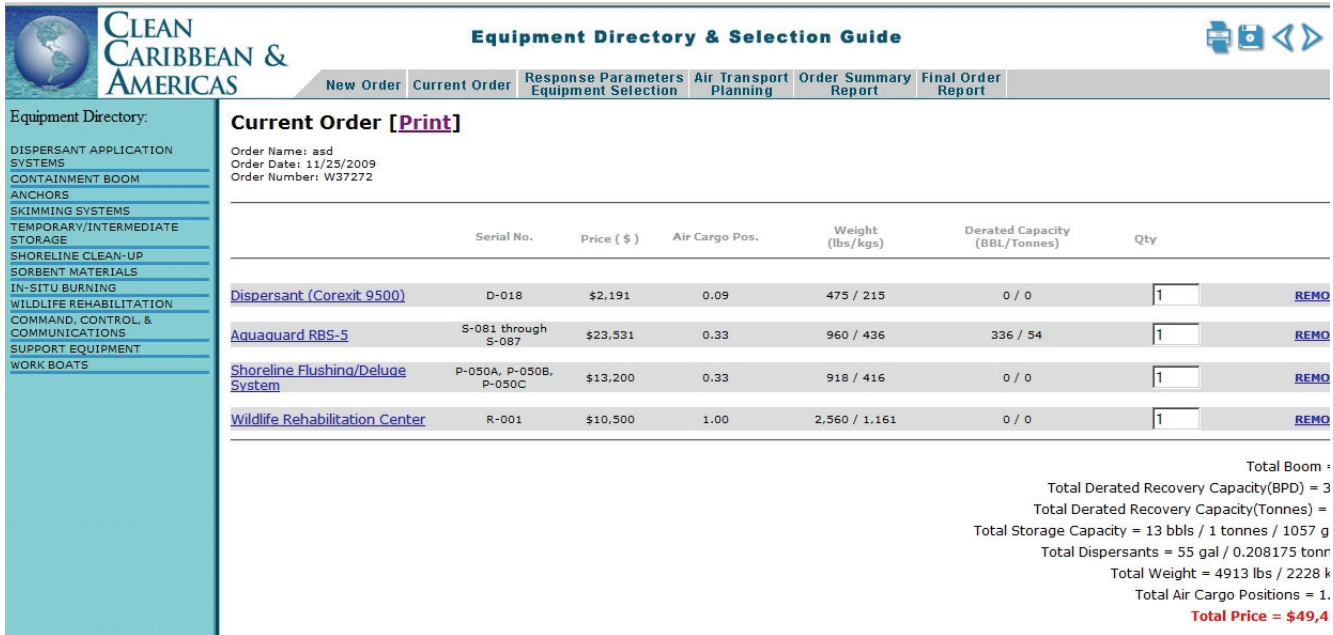 CLEAN
CARIBBEAN &
AMERICAS
Equipment Directory & Selection Guide
New Order Current Order Response Parameters Equipment Selection Air Transport Planning Order Summary Report Final Order Report
Equipment Directory:
DISPERSANT APPLICATION
SYSTEMS
CONTAINMENT BOOM
ANCHORS
SKIMMING SYSTEMS
TEMPORARY/INTERMEDIATE
STORAGE
SHORELINE CLEAN-UP
SORBENT MATERIALS
IN-SITU BURNING
WILDLIFE REHABILITATION
COMMAND, CONTROL, &
COMMUNICATIONS
SUPPORT EQUIPMENT
WORK BOATS
Current Order [Print]
Order Name: asd
Order Date: 11/25/2009
Order Number: W37272
Serial No. Price ( $ ) Air Cargo Pos. Weight (lbs/kgs) Derated Capacity (BBL/Tonnes) Qty
Dispersant (Corexit 9500) D-018 $2,191 0.09 475 / 215 0 / 0 1 REMO
Aquaguard RBS-5 S-081 through S-087 $23,531 0.33 960 / 436 336 / 54 1 REMO
Shoreline Flushing/Deluge System P-050A, P-050B, P-050C $13,200 0.33 918 / 416 0 / 0 1 REMO
Wildlife Rehabilitation Center R-001 $10,500 1.00 2,560 / 1,161 0 / 0 1 REMO
Total Boom =
Total Derated Recovery Capacity(BPD) = 3
Total Derated Recovery Capacity(Tonnes) =
Total Storage Capacity = 13 bbls / 1 tonnes / 1057 g
Total Dispersants = 55 gal / 0.208175 tonn
Total Weight = 4913 lbs / 2228 k
Total Air Cargo Positions = 1.
Total Price = $49,4